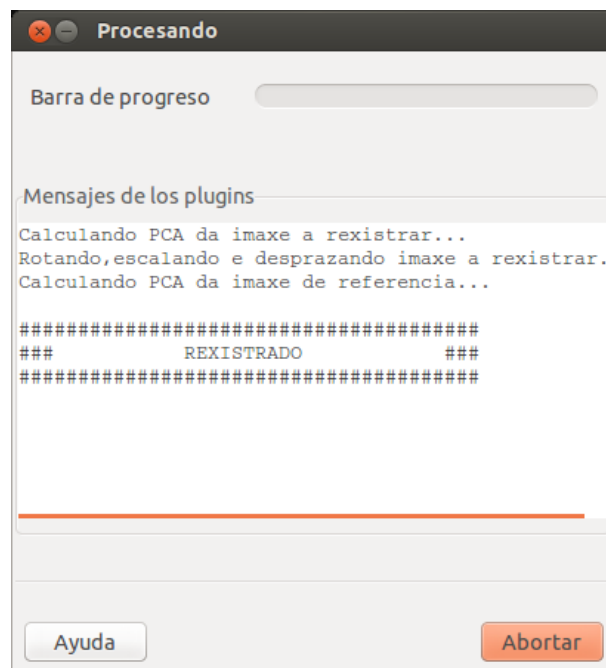 Procesando
Barra de progreso
Mensajes de los plugins
Calculando PCA da imaxe a rexistrar...
Rotando,escalando e desprazando imaxe a rexistrar.
Calculando PCA da imaxe de referencia...
#######################################
### REXISTRADO ###
#######################################
Ayuda
Abortar